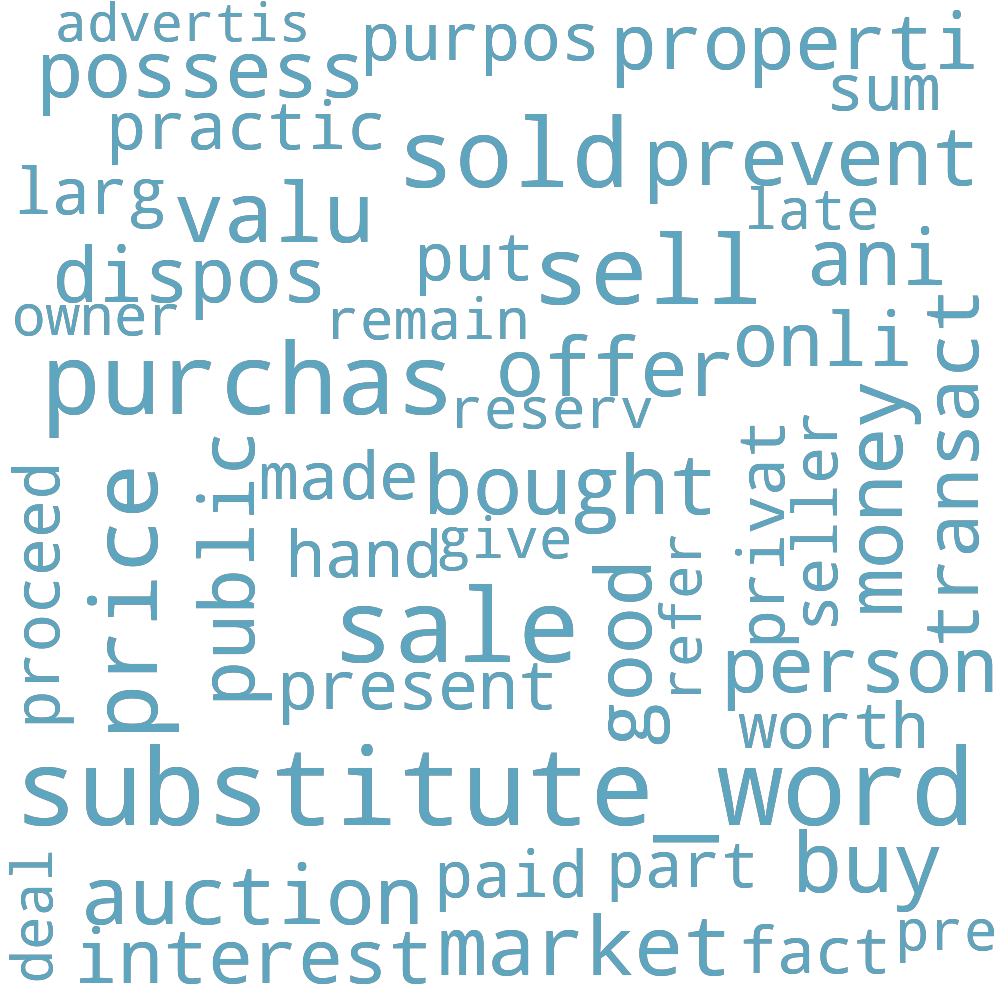 advertis
possess
purpos
properti
sum
practic
sold
prevent
larg
valu
late
dispos
put
sell
ani
owner
remain
offer
onli
transact
purchas
reserv
money
seller
privat
price
proceed
public
made
bought
hand
give
good
refer
sale
present
person
worth
substitute_word
deal
auction
paid
part
buy
interest
market
fact
pre